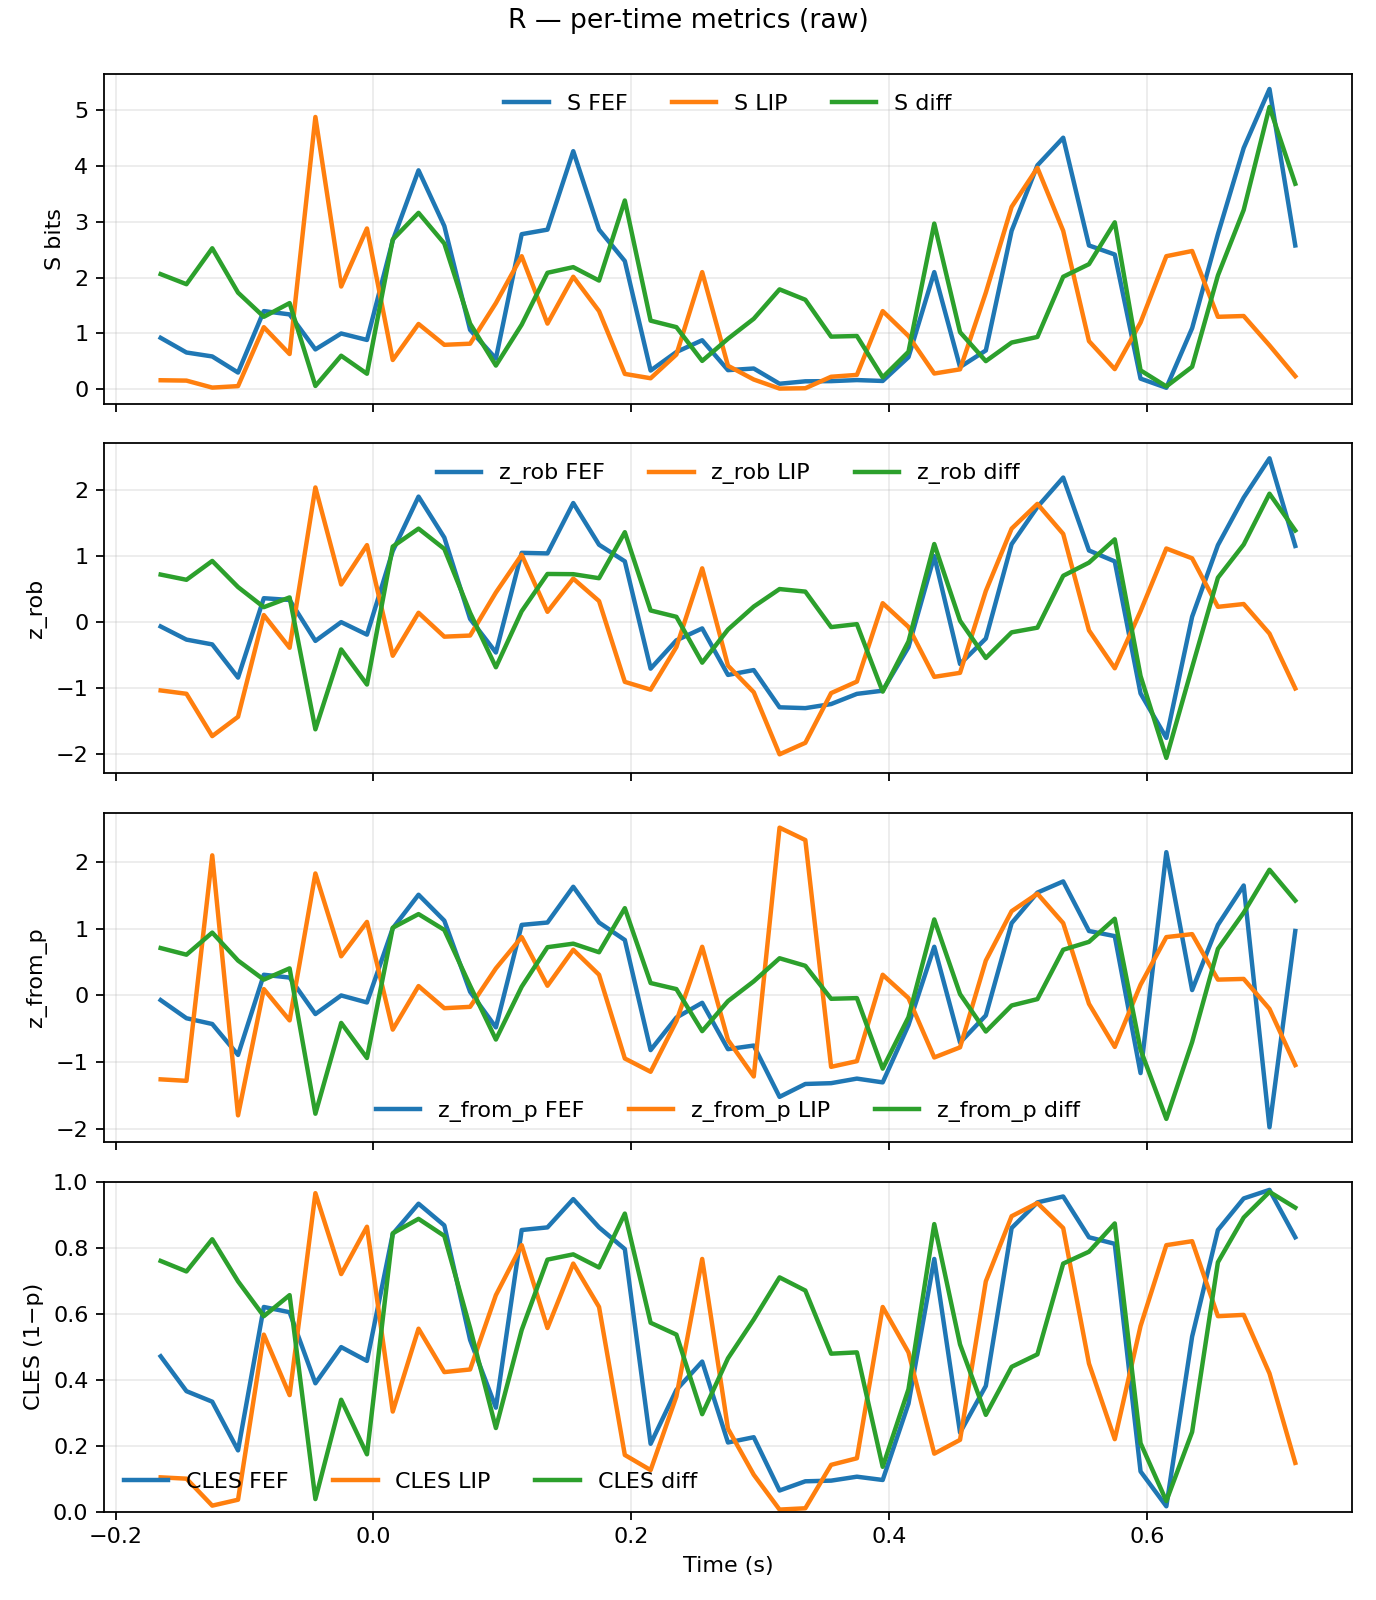 R — per-time metrics (raw)
S FEF S LIP S diff
5
4
3
2
1
0
S bits
z_rob FEF z_rob LIP z_rob diff
2
1
0
−1
−2
z_rob
2
1
0
−1
−2
z_from_p
z_from_p FEF z_from_p LIP z_from_p diff
1.0
0.8
0.6
0.4
0.2
0.0
CLES (1−p)
CLES FEF CLES LIP CLES diff
−0.2 0.0 0.2 0.4 0.6
Time (s)